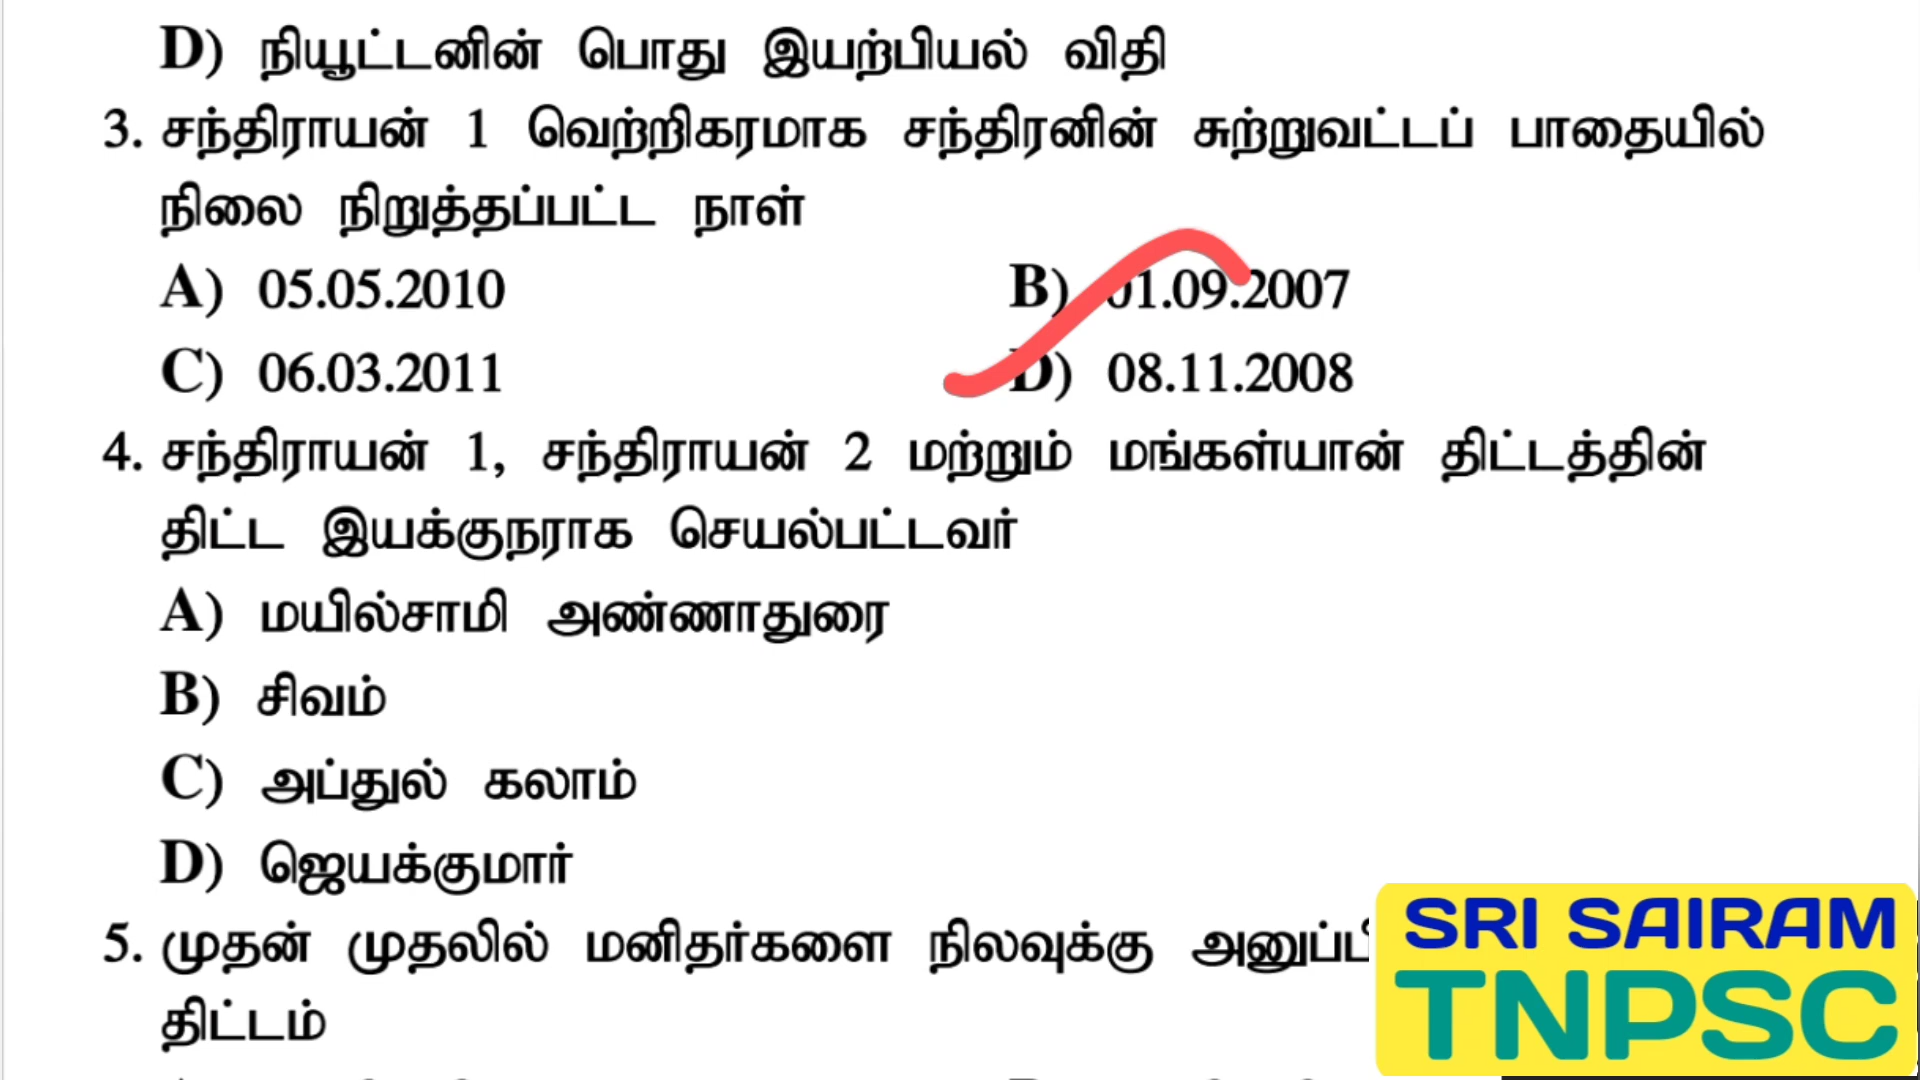 D) நியூட்டனின் பொது இயற்பியல் விதி
3. சந்திராயன் 1 வெற்றிகரமாக சந்திரனின் சுற்றுவட்டப் பாதையில்
நிலை நிறுத்தப்பட்ட நாள்
A) 05.05.2010 B) 01.09.2007
C) 06.03.2011 D) 08.11.2008
4. சந்திராயன் 1, சந்திராயன் 2 மற்றும் மங்கள்யான் திட்டத்தின்
திட்ட இயக்குநராக செயல்பட்டவர்
A) மயில்சாமி அண்ணாதுரை
B) சிவம்
C) அப்துல் கலாம்
D) ஜெயக்குமார்
5. முதன் முதலில் மனிதர்களை நிலவுக்கு
திட்டம்
SRI SAIRAM
TNPSC